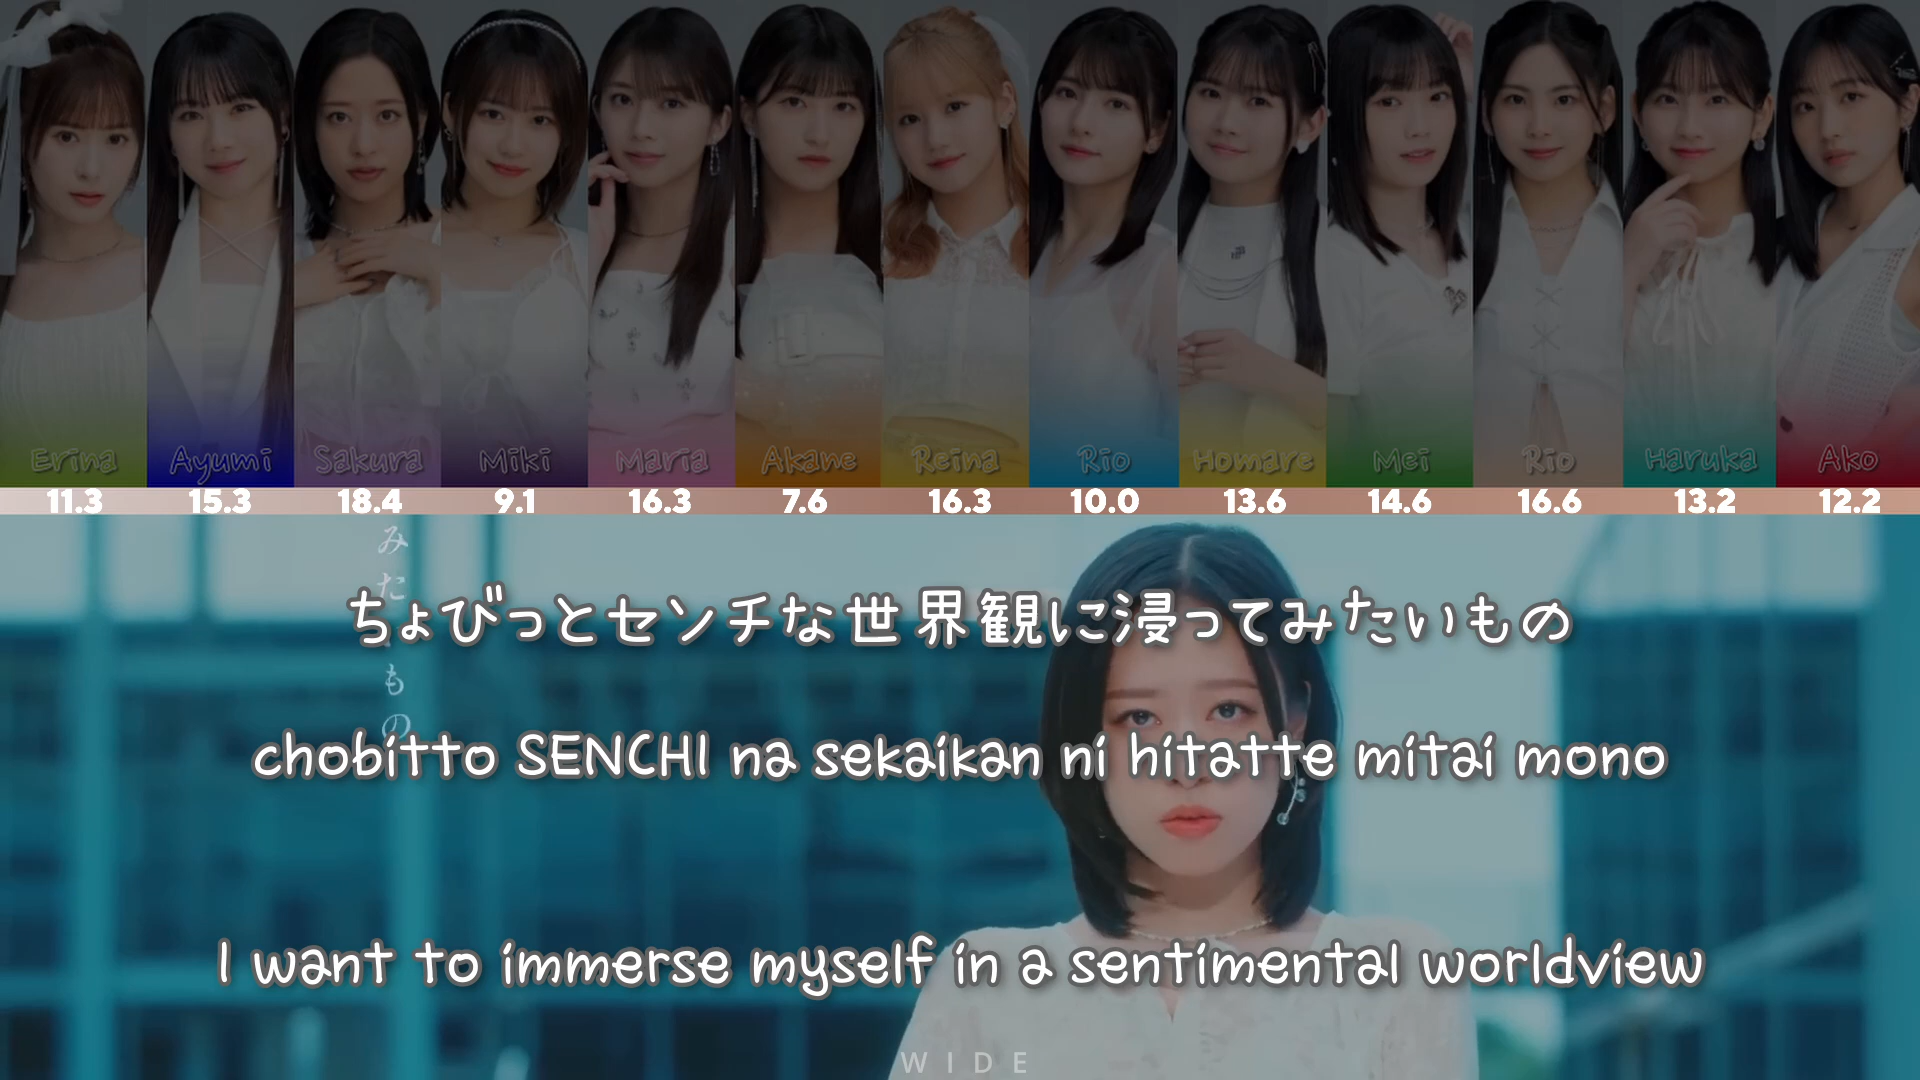 Erina Ayumi Sakura Miki Maria Akane Reina Rio Homare Mei Rio Haruka Ako
11.3 15.3 18.4 9.1 16.3 7.6 16.3 10.0 13.6 14.6 16.6 13.2 12.2
みた
もの
ちょびっとセンチな世界観に浸ってみたいもの
chobitto SENCHI na sekaikan ni hitatte mitai mono
I want to immerse myself in a sentimental worldview
WIDE